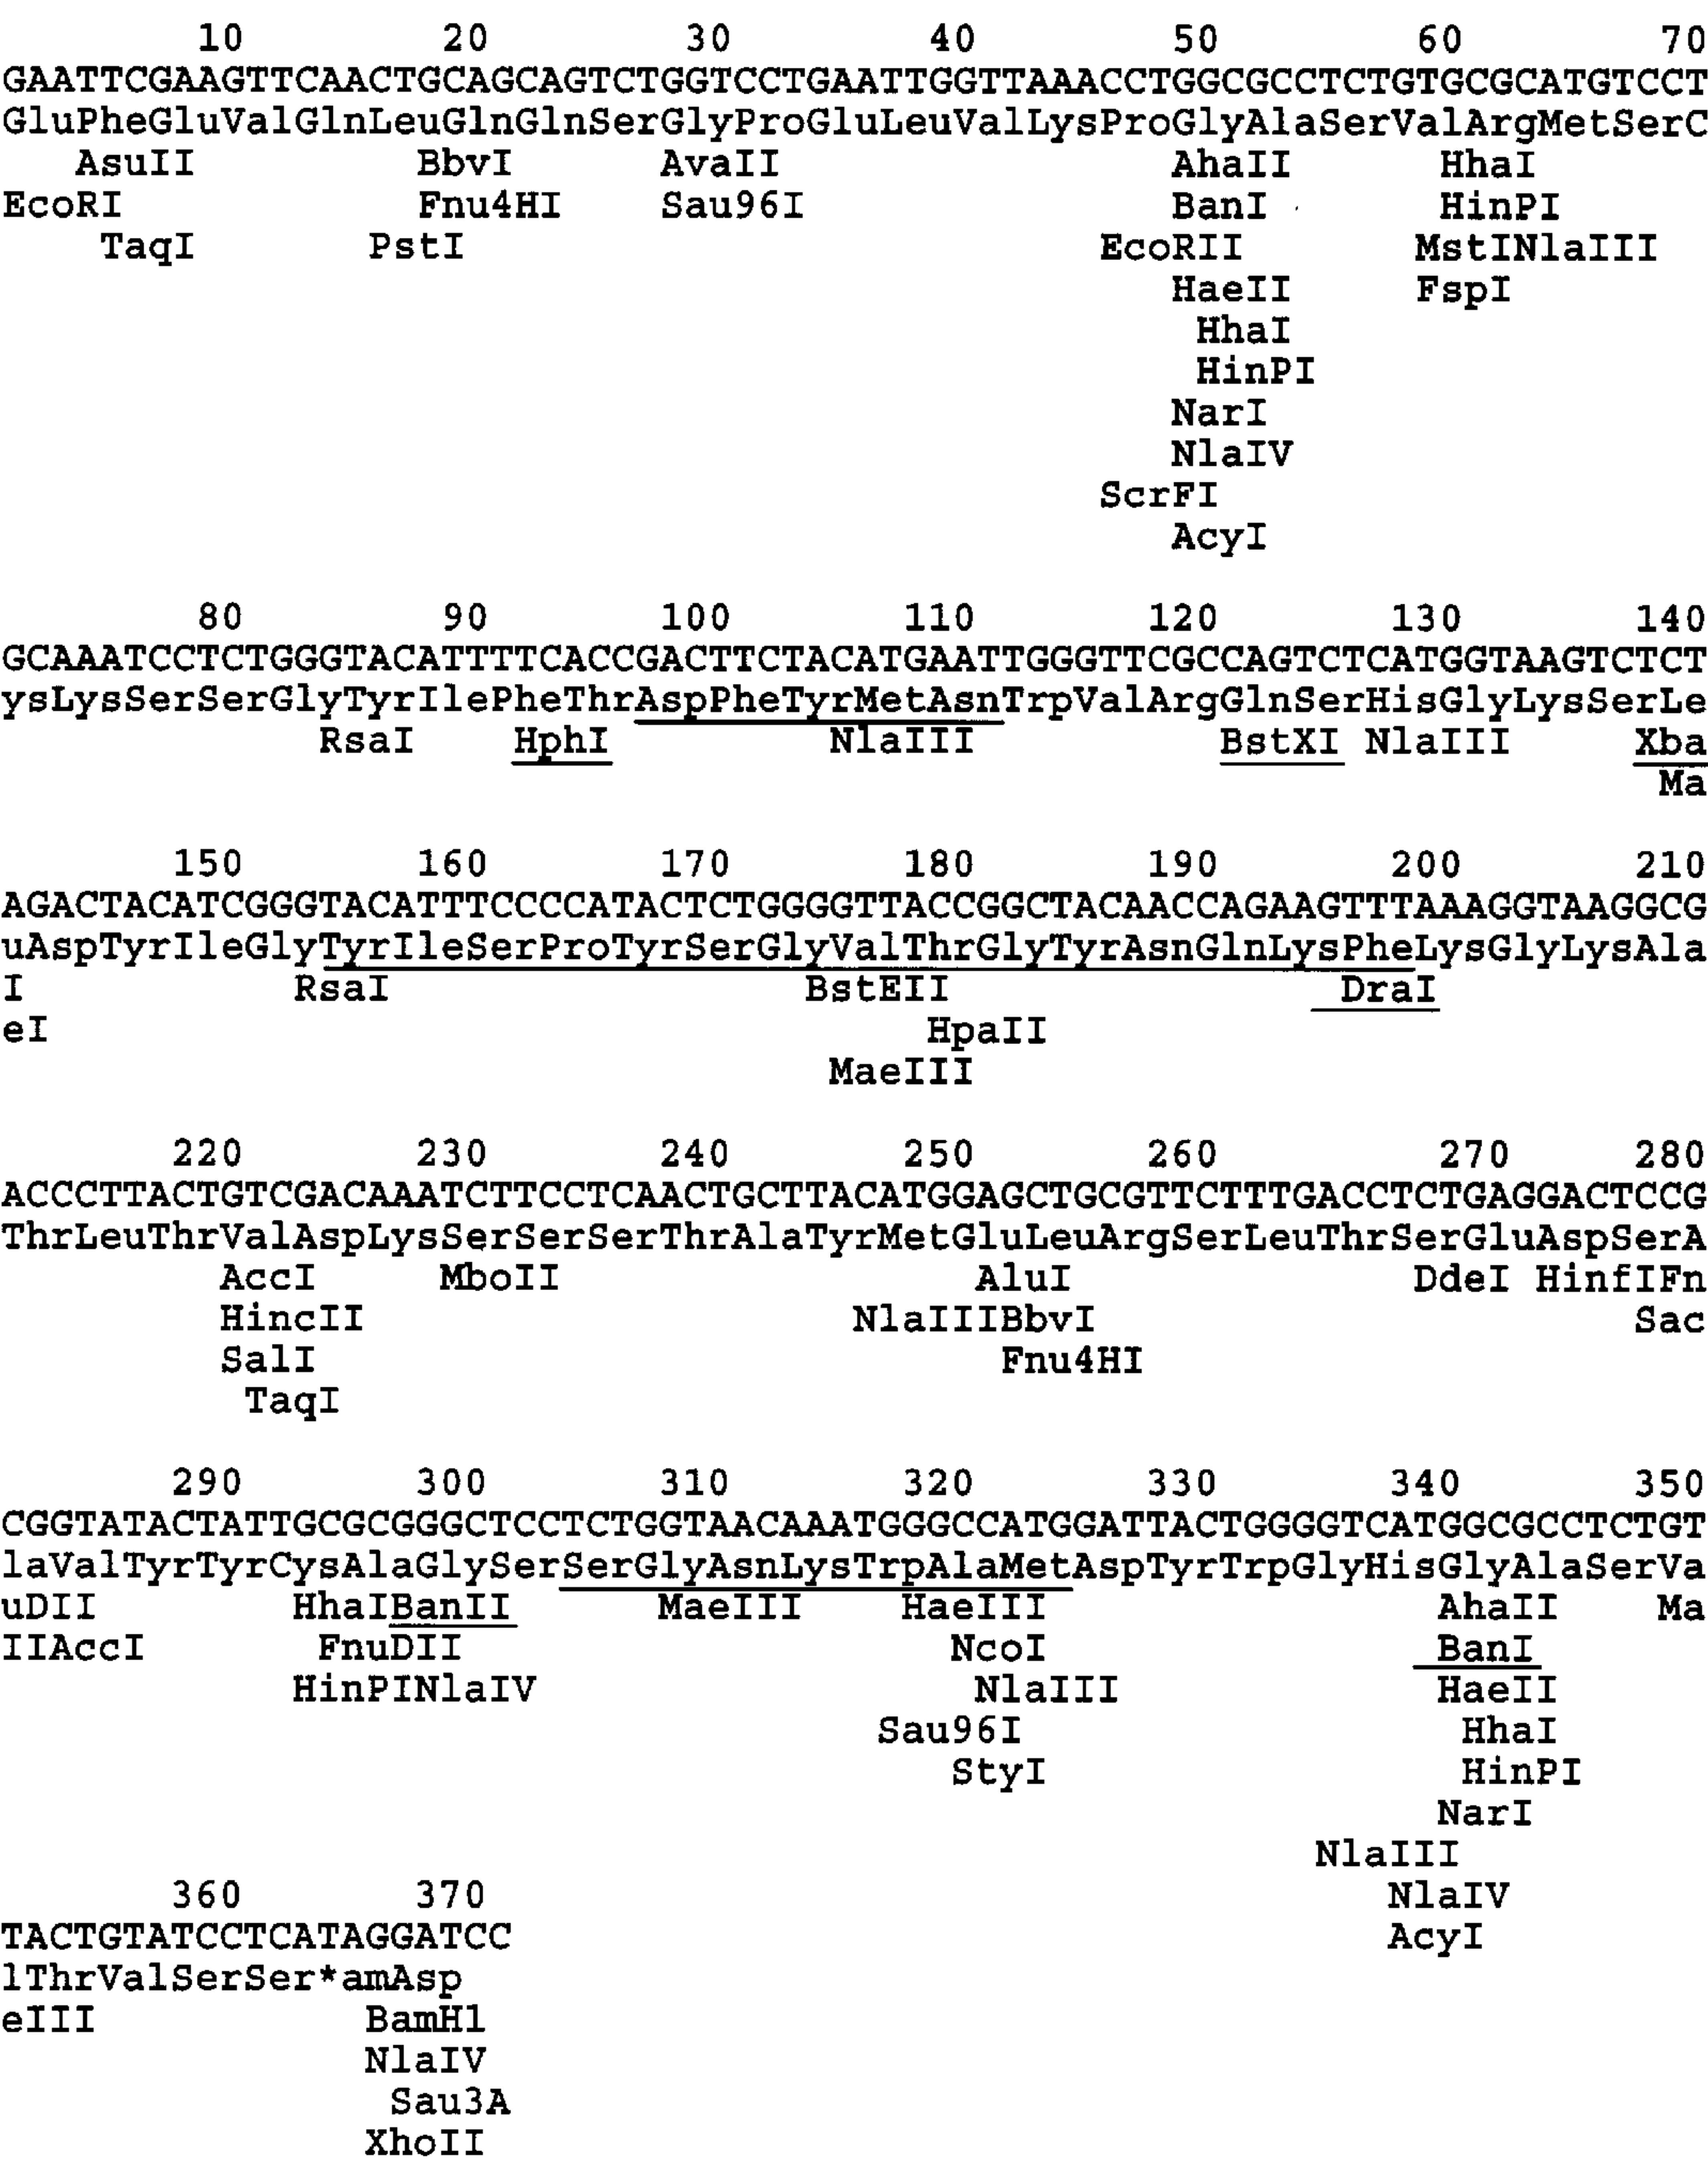 10 20 30 40 50 60 70
GAATTCGAAGTTCAACTGCAGCAGTCTGGTCCTGAATTGGTTAAACCTGGCGCCTCTGTGCGCATGTCCT
GluPheGluValGlnLeuGlnGlnSerGlyProGluLeuValLysProGlyAlaSerValArgMetSerC
AsuII BbvI AvaII AhaII HhaI
EcoRI Fnu4HI Sau96I BanI HinPI
TaqI PstI EcoRII MstINlaIII
HaeII FspI
HhaI
HinPI
NarI
NlaIV
ScrFI
AcyI
80 90 100 110 120 130 140
GCAAATCCTCTGGGTACATTTTCACCGACTTCTACATGAATTGGGTTCGCCAGTCTCATGGTAAGTCTCT
ysLysSerSerGlyTyrIlePheThrAspPheTyrMetAsnTrpValArgGlnSerHisGlyLysSerLe
RsaI HphI NlaIII BstXI NlaIII Xba
Ma
150 160 170 180 190 200 210
AGACTACATCGGGTACATTTCCCCATACTCTGGGGTTACCGGCTACAACCAGAAGTTTAAAGGTAAGGCG
uAspTyrIleGlyTyrIleSerProTyrSerGlyValThrGlyTyrAsnGlnLysPheLysGlyLysAla
I RsaI BstEII DraI
eI HpaII
MaeIII
220 230 240 250 260 270 280
ACCCTTACTGTCGACAAATCTTCCTCAACTGCTTACATGGAGCTGCGTTCTTTGACCTCTGAGGACTCCG
ThrLeuThrValAspLysSerSerSerThrAlaTyrMetGluLeuArgSerLeuThrSerGluAspSerA
AccI MboII AluI DdeI HinfIFn
HincII NlaIIIBbvI Sac
SalI Fnu4HI
TaqI
290 300 310 320 330 340 350
CGGTATACTATTGCGCGGGCTCCTCTGGTAACAAATGGGCCATGGATTACTGGGGTCATGGCGCCTCTGT
laValTyrTyrCysAlaGlySerSerGlyAsnLysTrpAlaMetAspTyrTrpGlyHisGlyAlaSerVa
uDII HhaIBanII MaeIII HaeIII AhaII Ma
IIAccI FnuDII NcoI BanI
HinPINlaIV NlaIII HaeII
Sau96I HhaI
StyI HinPI
NarI
NlaIII
360 370 NlaIV
TACTGTATCCTCATAGGATCC AcyI
lThrValSerSer*amAsp
eIII BamH1
NlaIV
Sau3A
XhoII